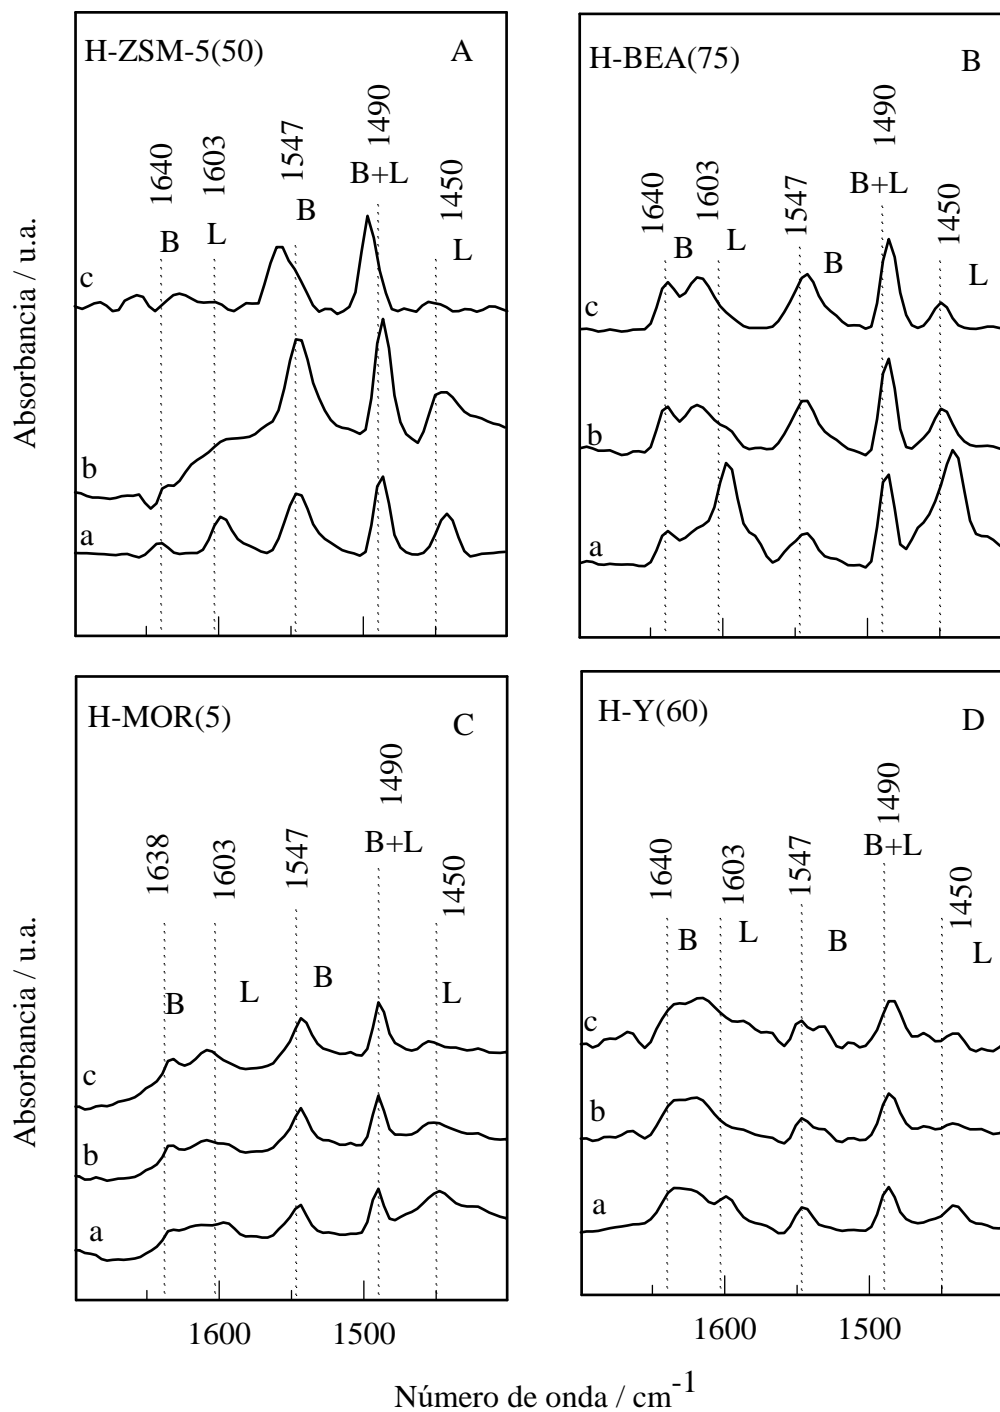 H-ZSM-5(50) A
1640 1603 1547 1490 1450
B L B B+L L
c
b
a
H-BEA(75) B
1640 1603 1547 1490 1450
B L B B+L L
c
b
a
Absorbancia / u.a.
H-MOR(5) C
1638 1603 1547 1490 1450
B L B B+L L
c
b
a
1600 1500
H-Y(60) D
1640 1603 1547 1490 1450
B L B B+L L
c
b
a
1600 1500
Absorbancia / u.a.
Número de onda / cm⁻¹